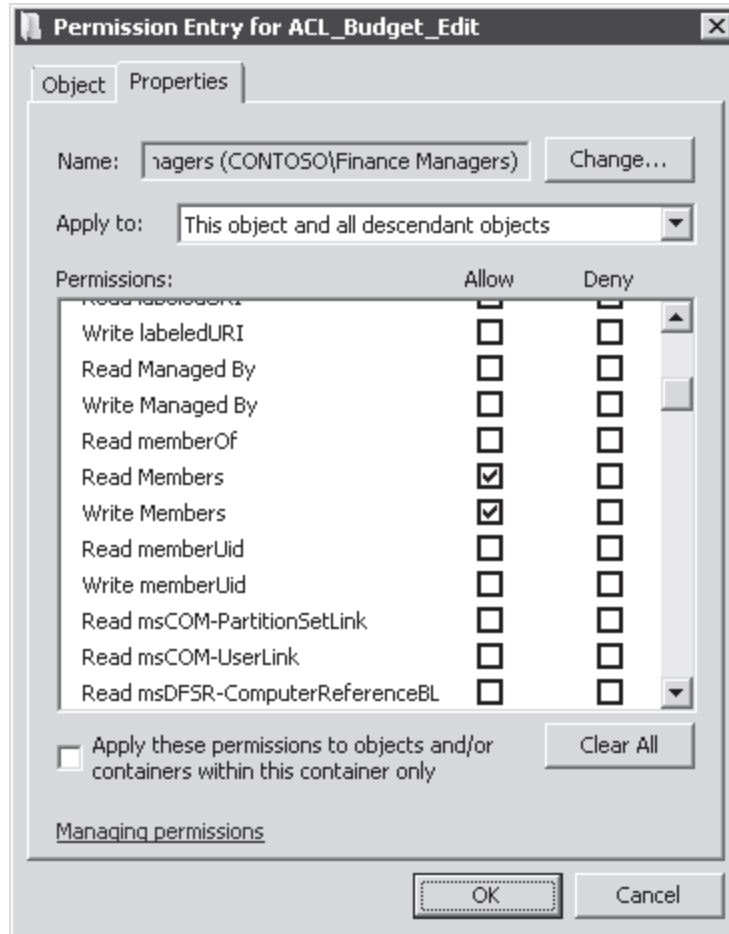 Permission Entry for ACL_Budget_Edit
Object Properties
Name: nagers (CONTOSO\Finance Managers) Change...
Apply to: This object and all descendant objects
Permissions: Allow Deny
Read labeledURI
Write labeledURI
Read Managed By
Write Managed By
Read memberOf
Read Members
Write Members
Read memberUid
Write memberUid
Read msCOM-PartitionSetLink
Read msCOM-UserLink
Read msDFSR-ComputerReferenceBL
Apply these permissions to objects and/or Clear All
containers within this container only
Managing permissions
OK Cancel